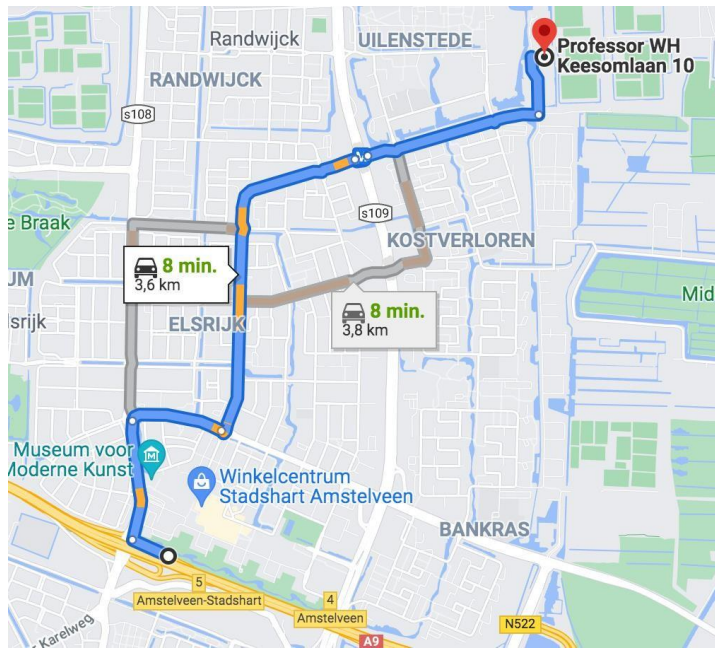 Randwijck
UILENSTEDE
Professor WH
Keesomlaan 10
RANDWIJCK
s108
e Braak
s109
KOSTVERLOREN
8 min.
3,6 km
JM
Mid
lsrijk
ELSRIJK
8 min.
3,8 km
Museum voor
Moderne Kunst
Winkelcentrum
Stadshart Amstelveen
BANKRAS
5
Amstelveen-Stadshart
4
Amstelveen
N522
r Karelweg
A9